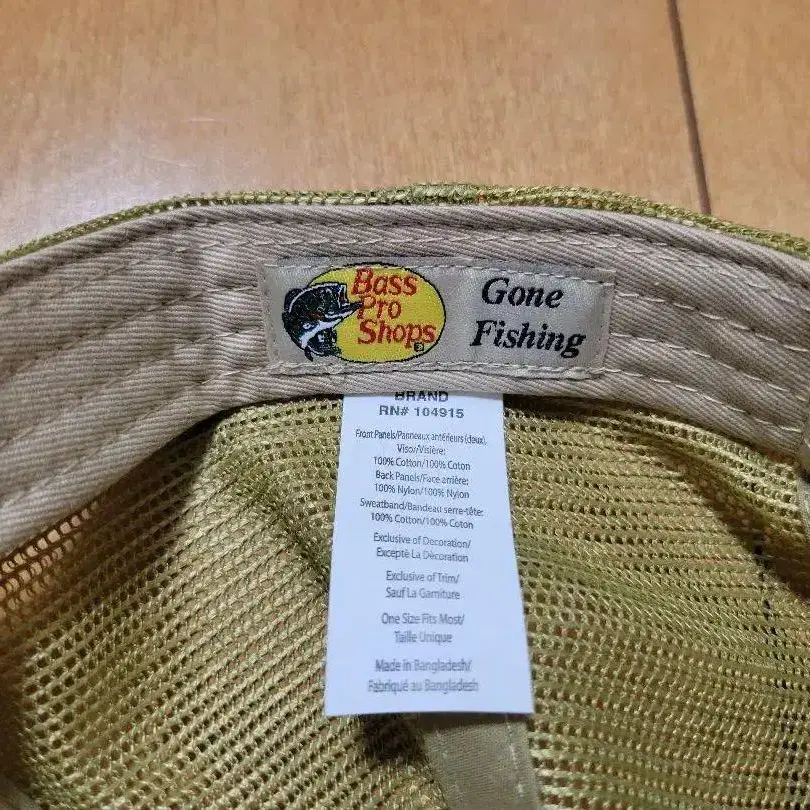 Bass
Pro
Shops
Gone
Fishing
BRAND
RN# 104915
Front Panels/Panneaux antérieurs (deux),
Visor/Visière:
100% Cotton/100% Coton
Back Panels/Face arrière:
100% Nylon/100% Nylon
Sweatband/Bandeau serre-tête:
100% Cotton/100% Coton
Exclusive of Decoration/
Excepté La Décoration
Exclusive of Trim/
Sauf La Garniture
One Size Fits Most/
Taille Unique
Made in Bangladesh/
Fabriqué au Bangladesh